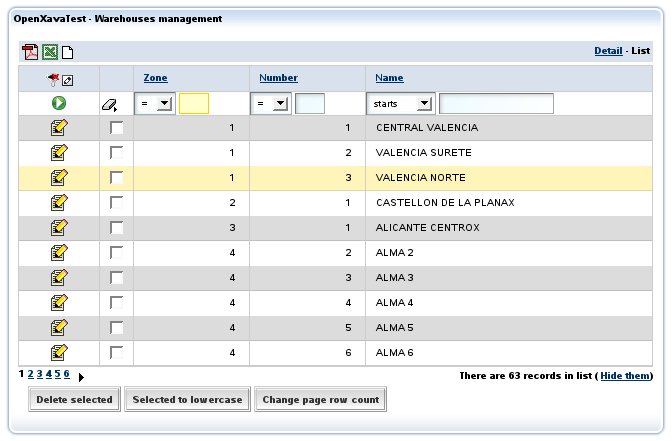 OpenXavaTest - Warehouses management
Detail - List
Zone Number Name
= = starts
1 1 CENTRAL VALENCIA
1 2 VALENCIA SURETE
1 3 VALENCIA NORTE
2 1 CASTELLON DE LA PLANAX
3 1 ALICANTE CENTROX
4 2 ALMA 2
4 3 ALMA 3
4 4 ALMA 4
4 5 ALMA 5
4 6 ALMA 6
1 2 3 4 5 6 There are 63 records in list ( Hide them)
Delete selected Selected to lowercase Change page row count